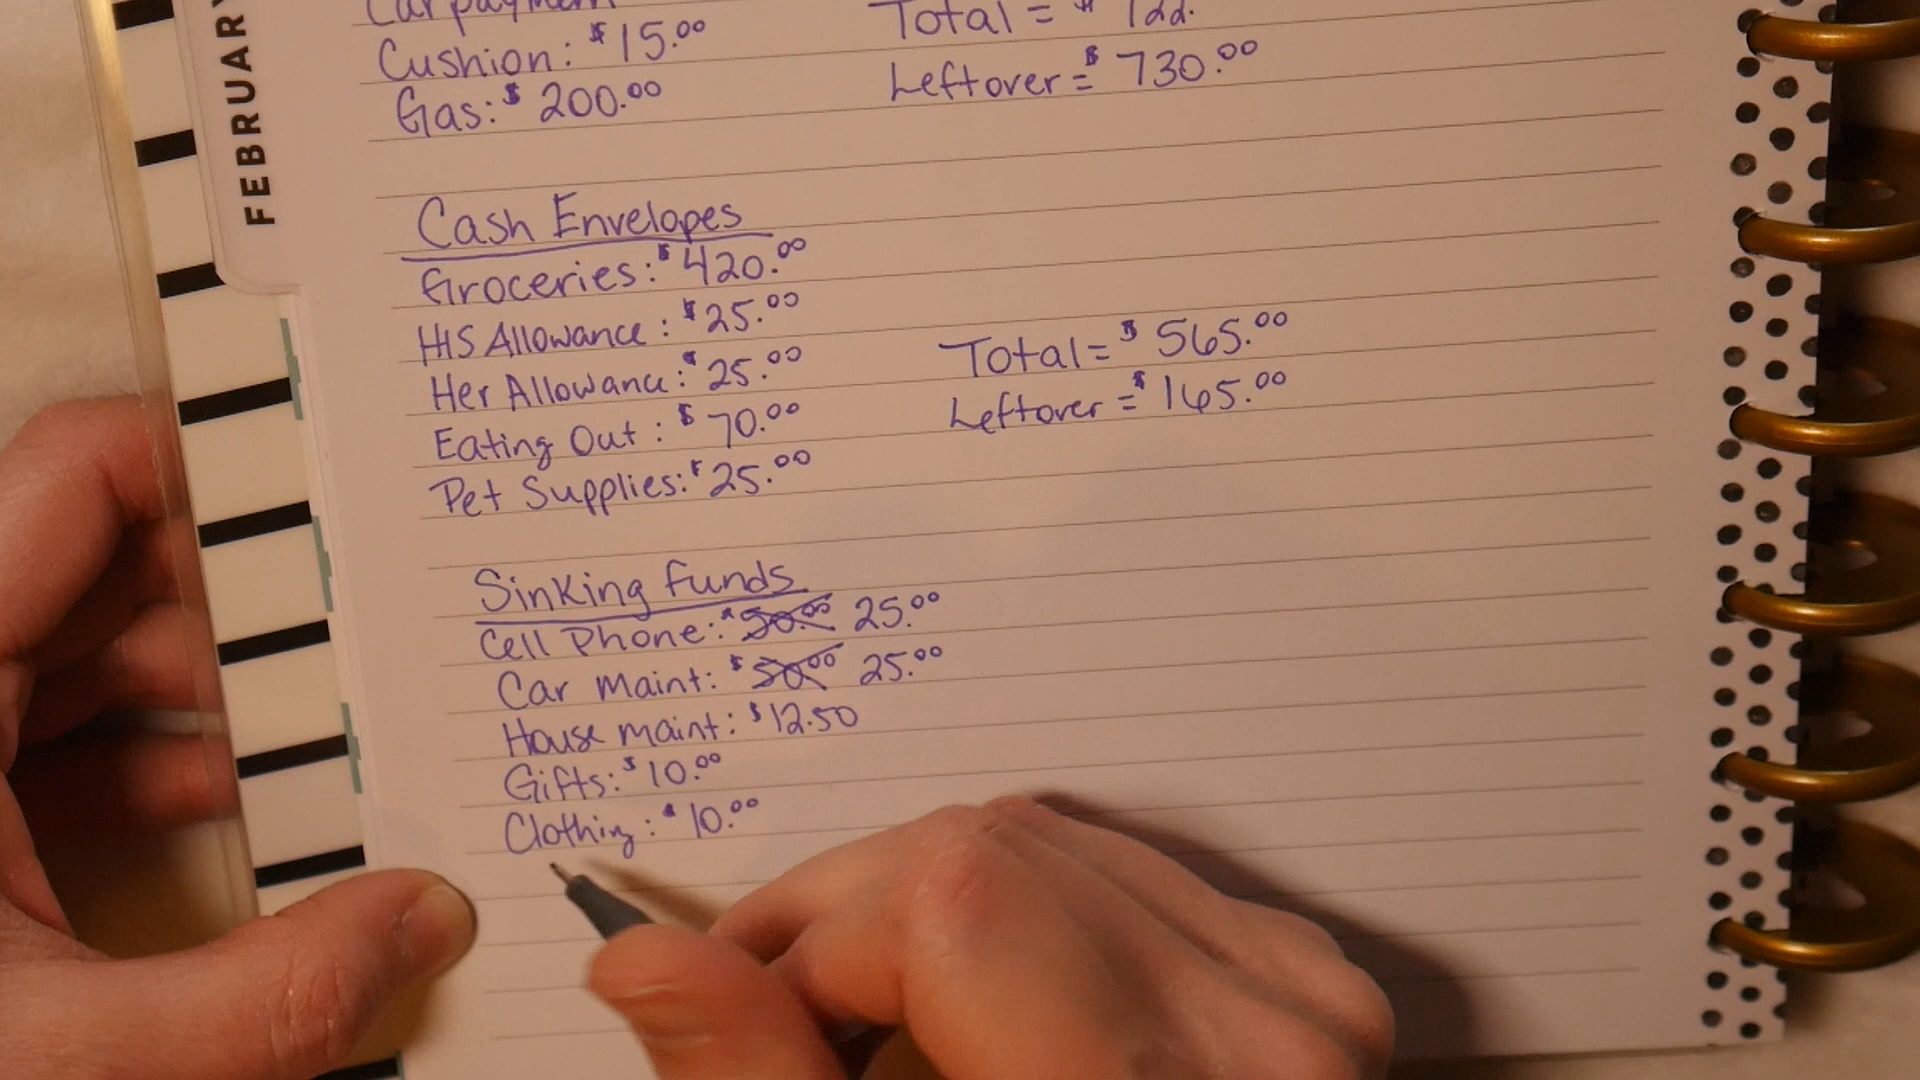 FEBRUARY
Car payment
Cushion: $15.00
Gas: $ 200.00
Total = $
Leftover = $ 730.00
Cash Envelopes
Groceries: $420.00
His Allowance: $25.00
Her Allowance: $25.00
Eating Out: $ 70.00
Pet Supplies: $25.00
Total = $ 565.00
Leftover = $ 165.00
Sinking funds
Cell Phone: $50.00 25.00
Car maint: $50.00 25.00
House maint: $12.50
Gifts: $10.00
Clothing: $10.00